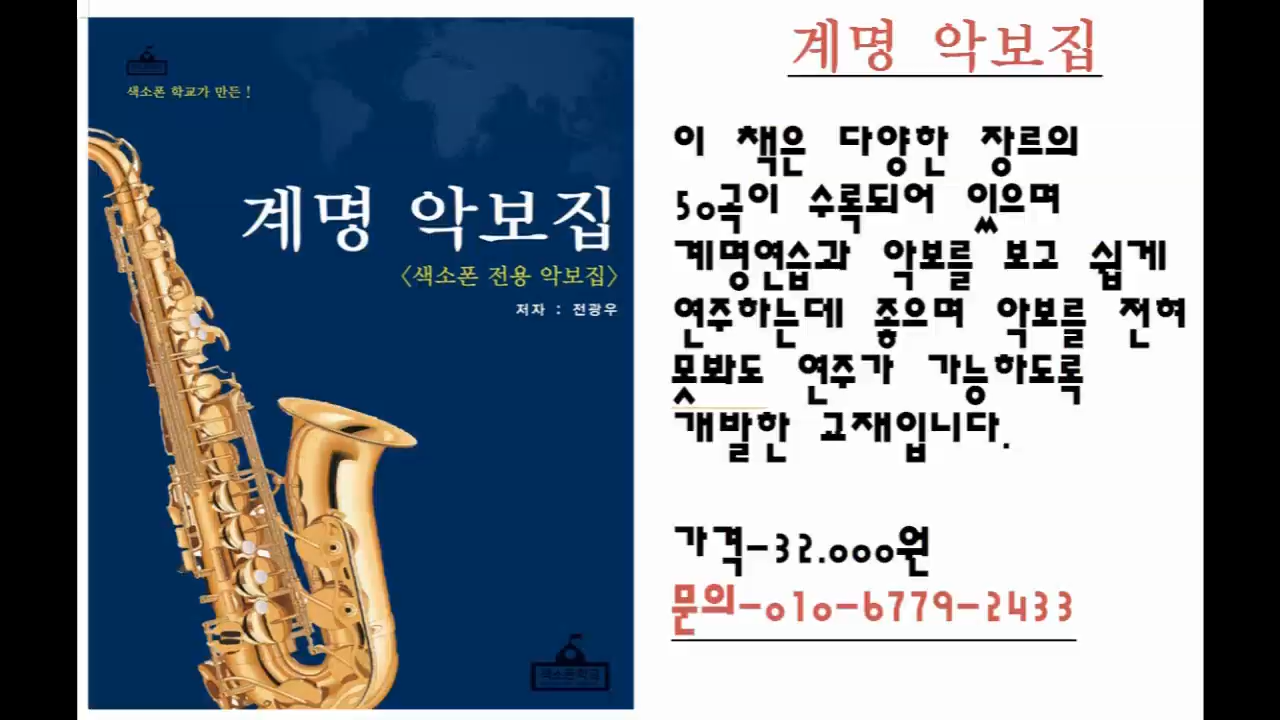 색소폰 학교가 만든 !
계명 악보집
<색소폰 전용 악보집>
저자 : 전광우
색소폰학교
계명 악보집
이 책은 다양한 장르의
50곡이 수록되어 있으며
계명연습과 악보를 보고 쉽게
연주하는데 좋으며 악보를 전혀
못봐도 연주가 가능하도록
개발한 교재입니다.
가격-32.000원
문의-010-6779-2433